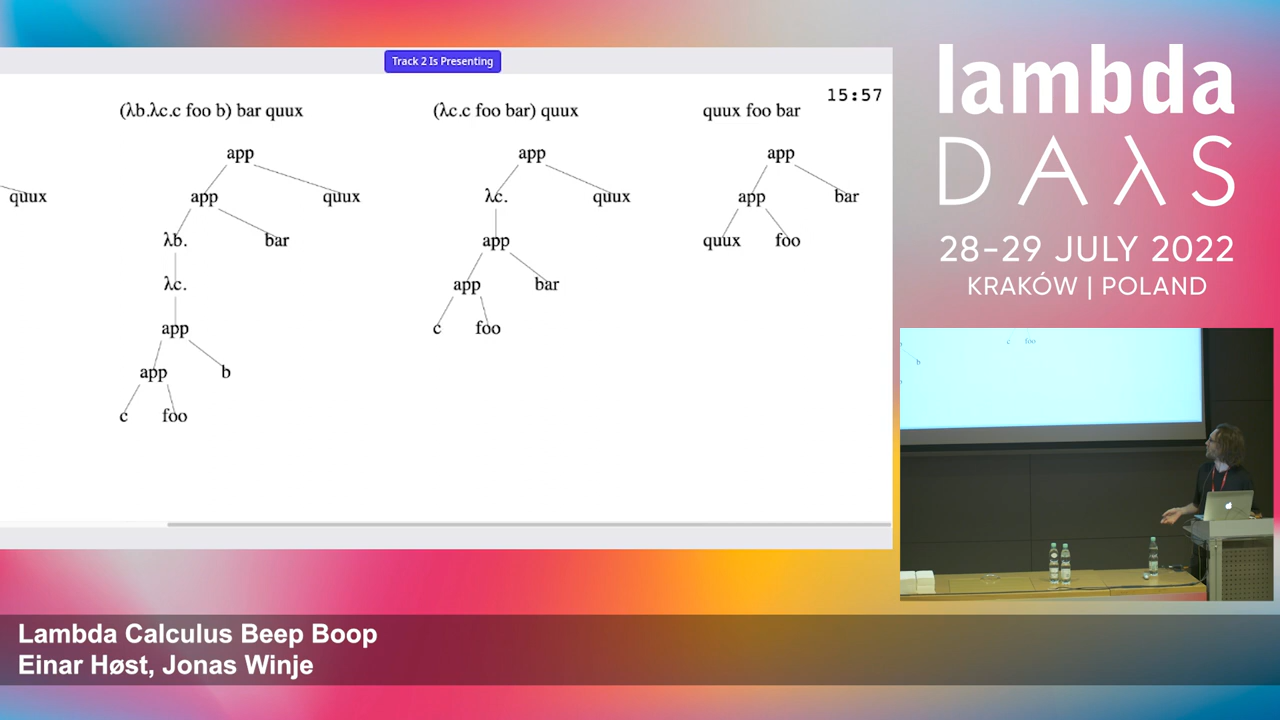 Track 2 Is Presenting
15:57
(λb.λc.c foo b) bar quux
app
quux
app
quux
λb.
bar
λc.
app
app
b
c
foo
(λc.c foo bar) quux
app
λc.
quux
app
app
bar
c
foo
quux foo bar
app
app
bar
quux
foo
lambda
DAλS
28–29 JULY 2022
KRAKÓW | POLAND
c foo
b
Lambda Calculus Beep Boop
Einar Høst, Jonas Winje